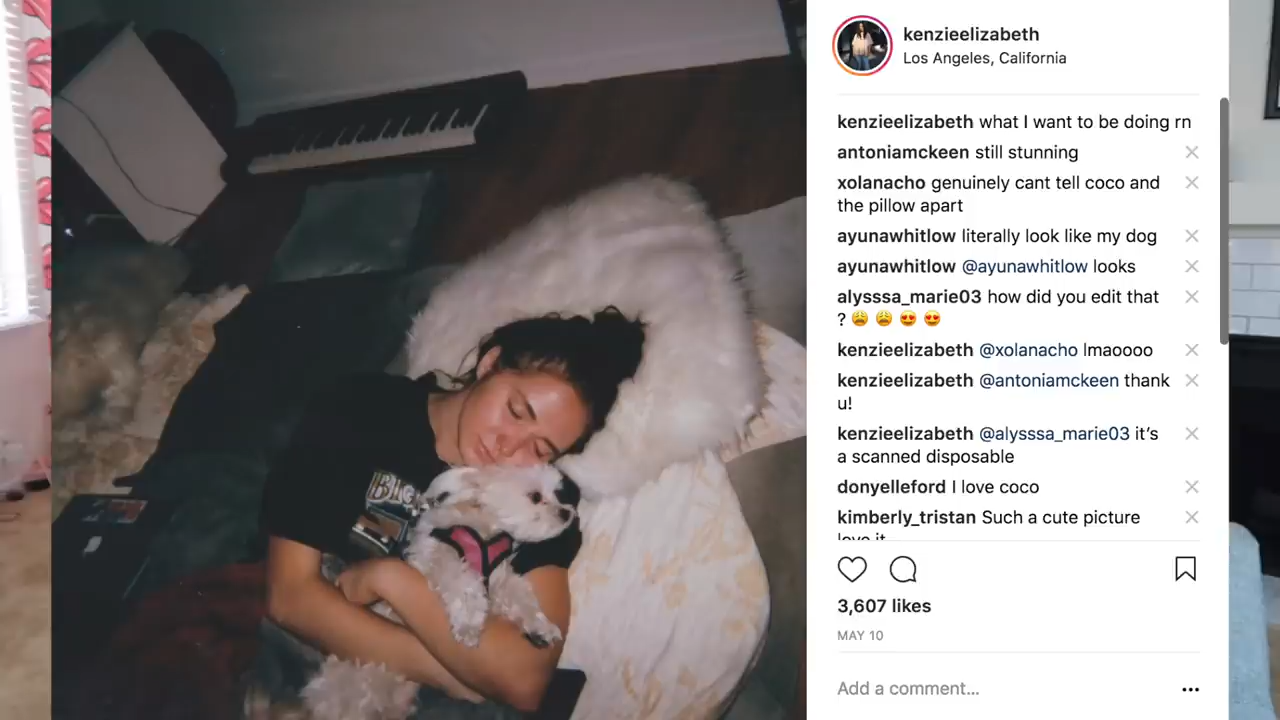 kenzieelizabeth
Los Angeles, California
kenzieelizabeth what I want to be doing rn
antoniamckeen still stunning
xolanacho genuinely cant tell coco and
the pillow apart
ayunawhitlow literally look like my dog
ayunawhitlow @ayunawhitlow looks
alysssa_marie03 how did you edit that
? 😩 😩 😍 😍
kenzieelizabeth @xolanacho lmaoooo
kenzieelizabeth @antoniamckeen thank
u!
kenzieelizabeth @alysssa_marie03 it’s
a scanned disposable
donyelleford I love coco
kimberly_tristan Such a cute picture
love it
3,607 likes
MAY 10
Add a comment...
BIG